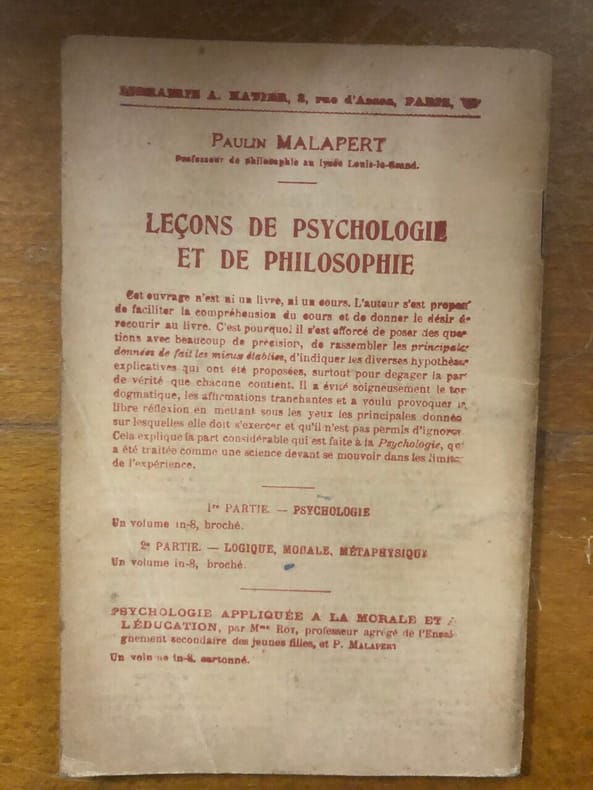 LIBRAIRIE A. HATIER, 8, rue d'Assas, PARIS, VIe
PAULIN MALAPERT
Professeur de philosophie au lycée Louis-le-Grand.
LEÇONS DE PSYCHOLOGIE
ET DE PHILOSOPHIE
Cet ouvrage n'est ni un livre, ni un cours. L'auteur s'est proposé
de faciliter la compréhension du cours et de donner le désir de
recourir au livre. C'est pourquoi il s'est efforcé de poser des ques
tions avec beaucoup de précision, de rassembler les principales
données de fait les mieux établies, d'indiquer les diverses hypothèses
explicatives qui ont été proposées, surtout pour dégager la part
de vérité que chacune contient. Il a évité soigneusement le ton
dogmatique, les affirmations tranchantes et a voulu provoquer la
libre réflexion en mettant sous les yeux les principales données
sur lesquelles elle doit s'exercer et qu'il n'est pas permis d'ignorer.
Cela explique la part considérable qui est faite à la Psychologie, qui
a été traitée comme une science devant se mouvoir dans les limites
de l'expérience.
1re PARTIE. — PSYCHOLOGIE
Un volume in-8, broché.
2e PARTIE. — LOGIQUE, MORALE, MÉTAPHYSIQUE
Un volume in-8, broché.
PSYCHOLOGIE APPLIQUÉE A LA MORALE ET A
L'ÉDUCATION, par Mme ROY, professeur agrégé de l'Ensei-
gnement secondaire des jeunes filles, et P. MALAPERT
Un volume in-8, cartonné.